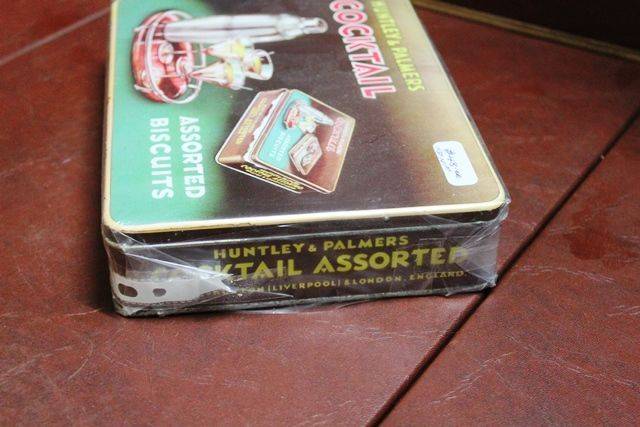 HUNTLEY & PALMERS
COCKTAIL
ASSORTED
BISCUITS
HUNTLEY & PALMERS
COCKTAIL ASSORTED
LIVERPOOL & LONDON. ENGLAND.